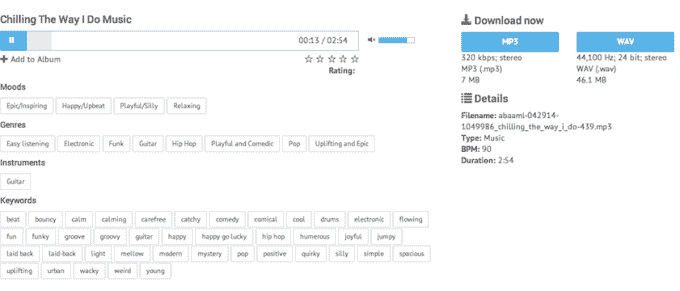 Chilling The Way I Do Music
00:13 / 02:54
Add to Album
Rating:
Moods
Epic/Inspiring Happy/Upbeat Playful/Silly Relaxing
Genres
Easy listening Electronic Funk Guitar Hip Hop Playful and Comedic Pop Uplifting and Epic
Instruments
Guitar
Keywords
beat bouncy calm calming carefree catchy comedy comical cool drums electronic flowing
fun funky groove groovy guitar happy happy go lucky hip hop humerous joyful jumpy
laid back laid-back light mellow modern mystery pop positive quirky silly simple spacious
uplifting urban wacky weird young
Download now
MP3
320 kbps; stereo
MP3 (.mp3)
7 MB
WAV
44,100 Hz; 24 bit; stereo
WAV (.wav)
46.1 MB
Details
Filename: abaaml-042914-
1049986_chilling_the_way_i_do-439.mp3
Type: Music
BPM: 90
Duration: 2:54